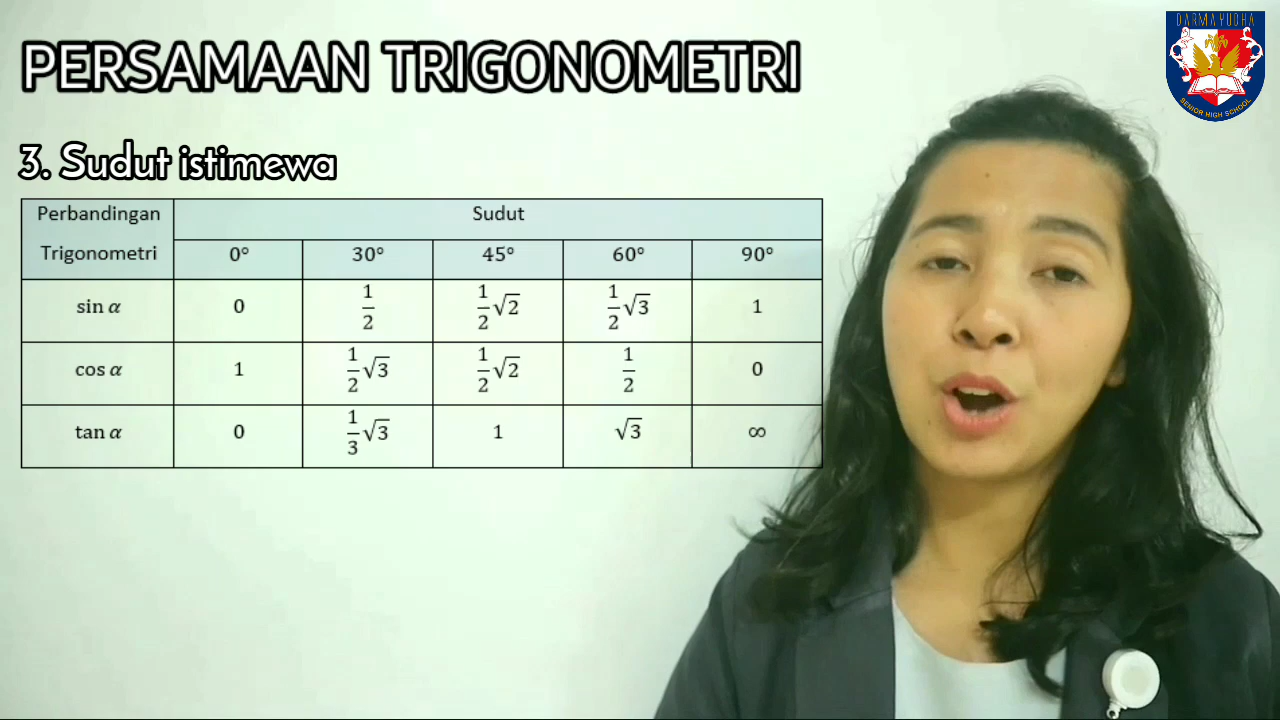 DARMA YUDHA
SENIOR HIGH SCHOOL
PERSAMAAN TRIGONOMETRI
3. Sudut istimewa
Perbandingan Trigonometri Sudut
0° 30° 45° 60° 90°
sin α 0 1/2 1/2√2 1/2√3 1
cos α 1 1/2√3 1/2√2 1/2 0
tan α 0 1/3√3 1 √3 ∞